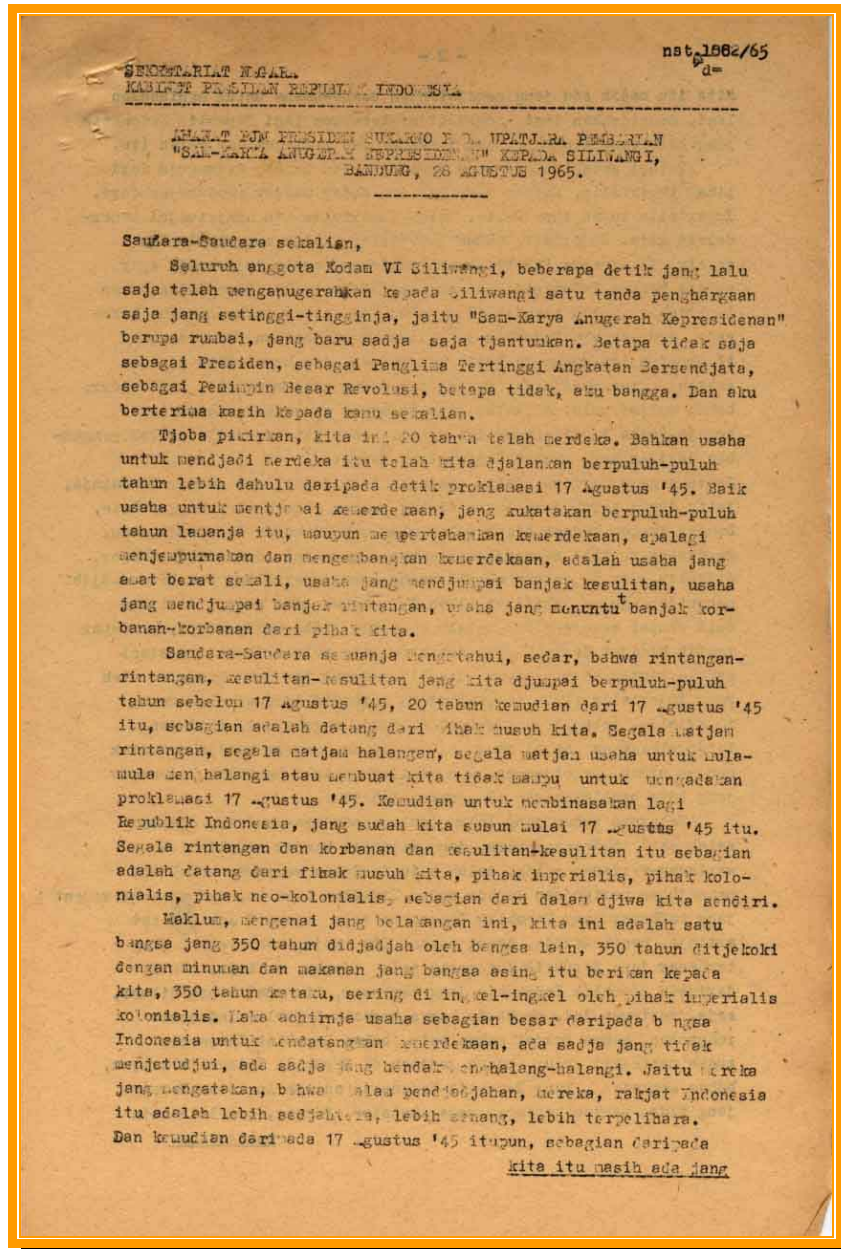 nst.1882/65
d=
SEKRETARIAT NEGARA
KABINET PRESIDEN REPUBLIK INDONESIA
AMANAT PJM PRESIDEN SUKARNO PADA UPATJARA PEMBERIAN
"SAM-KARYA ANUGERAH KEPRESIDENAN" KEPADA SILIWANGI,
BANDUNG, 26 AGUSTUS 1965.
Saudara-Saudara sekalian,
Seluruh anggota Kodam VI Siliwangi, beberapa detik jang lalu
saja telah menganugerahkan kepada Siliwangi satu tanda penghargaan
saja jang setinggi-tingginja, jaitu "Sam-Karya Anugerah Kepresidenan"
berupa rumbai, jang baru sadja saja tjantumkan. Betapa tidak saja
sebagai Presiden, sebagai Panglima Tertinggi Angkatan Bersendjata,
sebagai Pemimpin Besar Revolusi, betapa tidak, aku bangga. Dan aku
berterima kasih kepada kamu sekalian.
Tjoba pikirkan, kita ini 20 tahun telah merdeka. Bahkan usaha
untuk mendjadi merdeka itu telah kita djalankan berpuluh-puluh
tahun lebih dahulu daripada detik proklamasi 17 Agustus '45. Baik
usaha untuk mentjapai kemerdekaan, jang kukatakan berpuluh-puluh
tahun lamanja itu, maupun mempertahankan kemerdekaan, apalagi
menjempurnakan dan mengembangkan kemerdekaan, adalah usaha jang
amat berat sekali, usaha jang mendjumpai banjak kesulitan, usaha
jang mendjumpai banjak rintangan, usaha jang menuntut banjak kor-
banan-korbanan dari pihak kita.
Saudara-Saudara semuanja mengetahui, sedar, bahwa rintangan-
rintangan, kesulitan-kesulitan jang kita djumpai berpuluh-puluh
tahun sebelum 17 Agustus '45, 20 tahun kemudian dari 17 Agustus '45
itu, sebagian adalah datang dari pihak musuh kita. Segala matjam
rintangan, segala matjam halangan, segala matjam usaha untuk mula-
mula menghalangi atau membuat kita tidak mampu untuk mengadakan
proklamasi 17 Agustus '45. Kemudian untuk membinasakan lagi
Republik Indonesia, jang sudah kita susun mulai 17 Agustus '45 itu.
Segala rintangan dan korbanan dan kesulitan-kesulitan itu sebagian
adalah datang dari fihak musuh kita, pihak imperialis, pihak kolo-
nialis, pihak neo-kolonialis, sebagian dari dalam djiwa kita sendiri.
Maklum, mengenai jang belakangan ini, kita ini adalah satu
bangsa jang 350 tahun didjadjah oleh bangsa lain, 350 tahun ditjekoki
dengan minuman dan makanan jang bangsa asing itu berikan kepada
kita, 350 tahun kataku, sering di ingkel-ingkel oleh pihak imperialis
kolonialis. Maka achirnja usaha sebagian besar daripada bangsa
Indonesia untuk mendatangkan kemerdekaan, ada sadja jang tidak
menjetudjui, ada sadja jang hendak menghalang-halangi. Jaitu mereka
jang mengatakan, bahwa dalam pendjadjahan, mereka, rakjat Indonesia
itu adalah lebih sedjahtera, lebih senang, lebih terpelihara.
Dan kemudian daripada 17 Agustus '45 itupun, sebagian daripada
kita itu masih ada jang